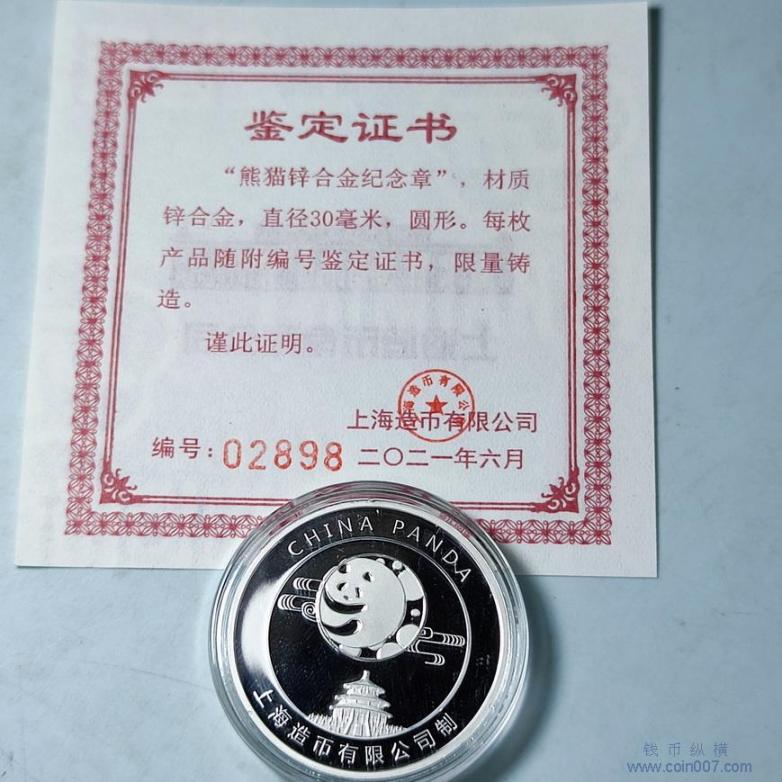 鉴定证书
“熊猫锌合金纪念章”，材质
锌合金，直径30毫米，圆形。每枚
产品随附编号鉴定证书，限量铸
造。
谨此证明。
上海造币有限公司
编号：02898 二〇二一年六月
CHINA PANDA
上海造币有限公司制
钱币纵横
www.coin007.com